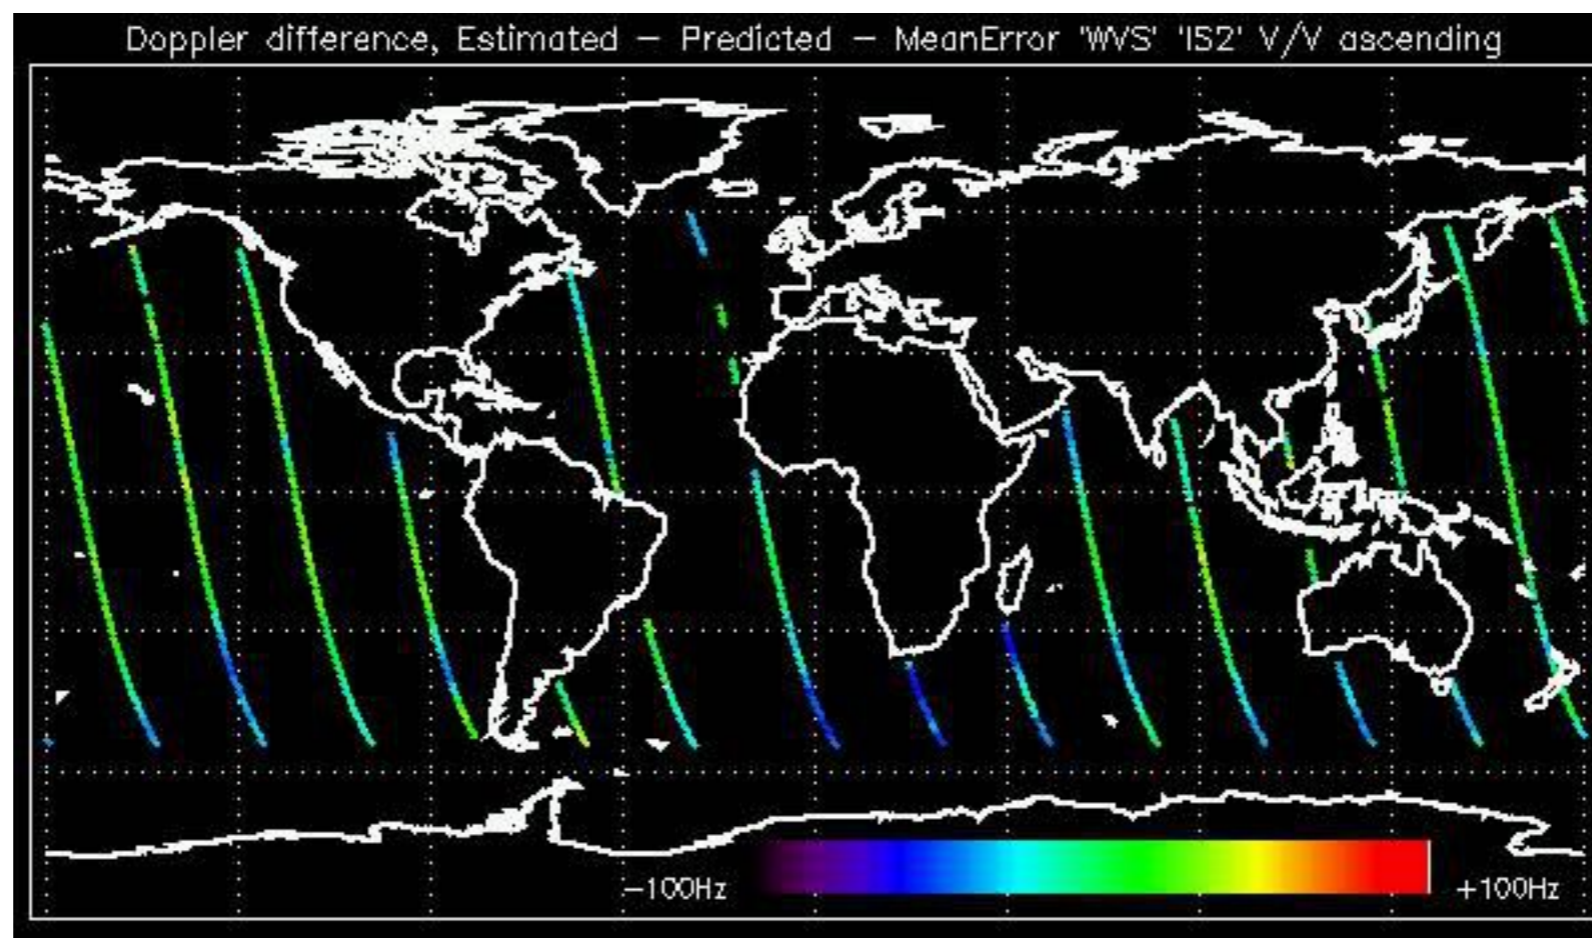 Doppler difference, Estimated – Predicted – MeanError 'WVS' 'IS2' V/V ascending
–100Hz
+100Hz